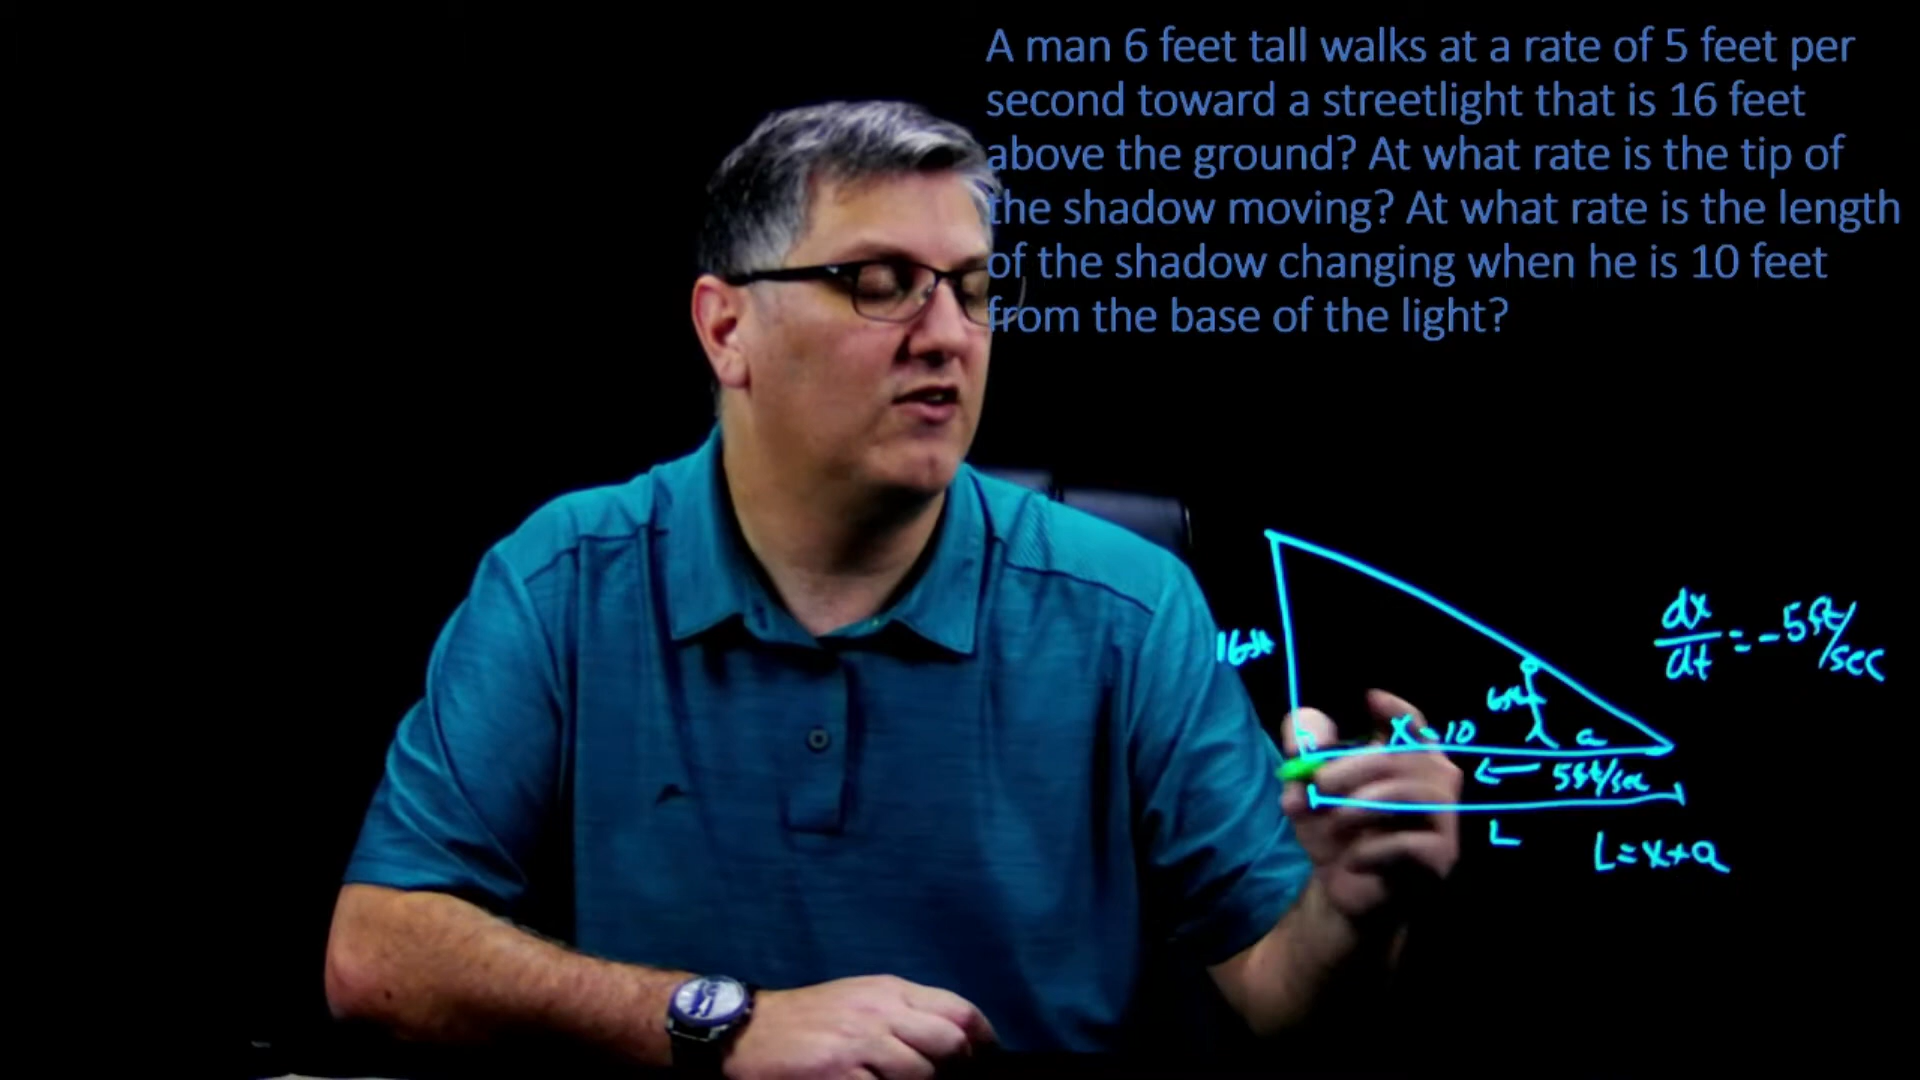 A man 6 feet tall walks at a rate of 5 feet per
second toward a streetlight that is 16 feet
above the ground? At what rate is the tip of
the shadow moving? At what rate is the length
of the shadow changing when he is 10 feet
from the base of the light?
dx/dt = -5ft/sec
16ft
6ft
x=10
a
5ft/sec
L
L=x+a